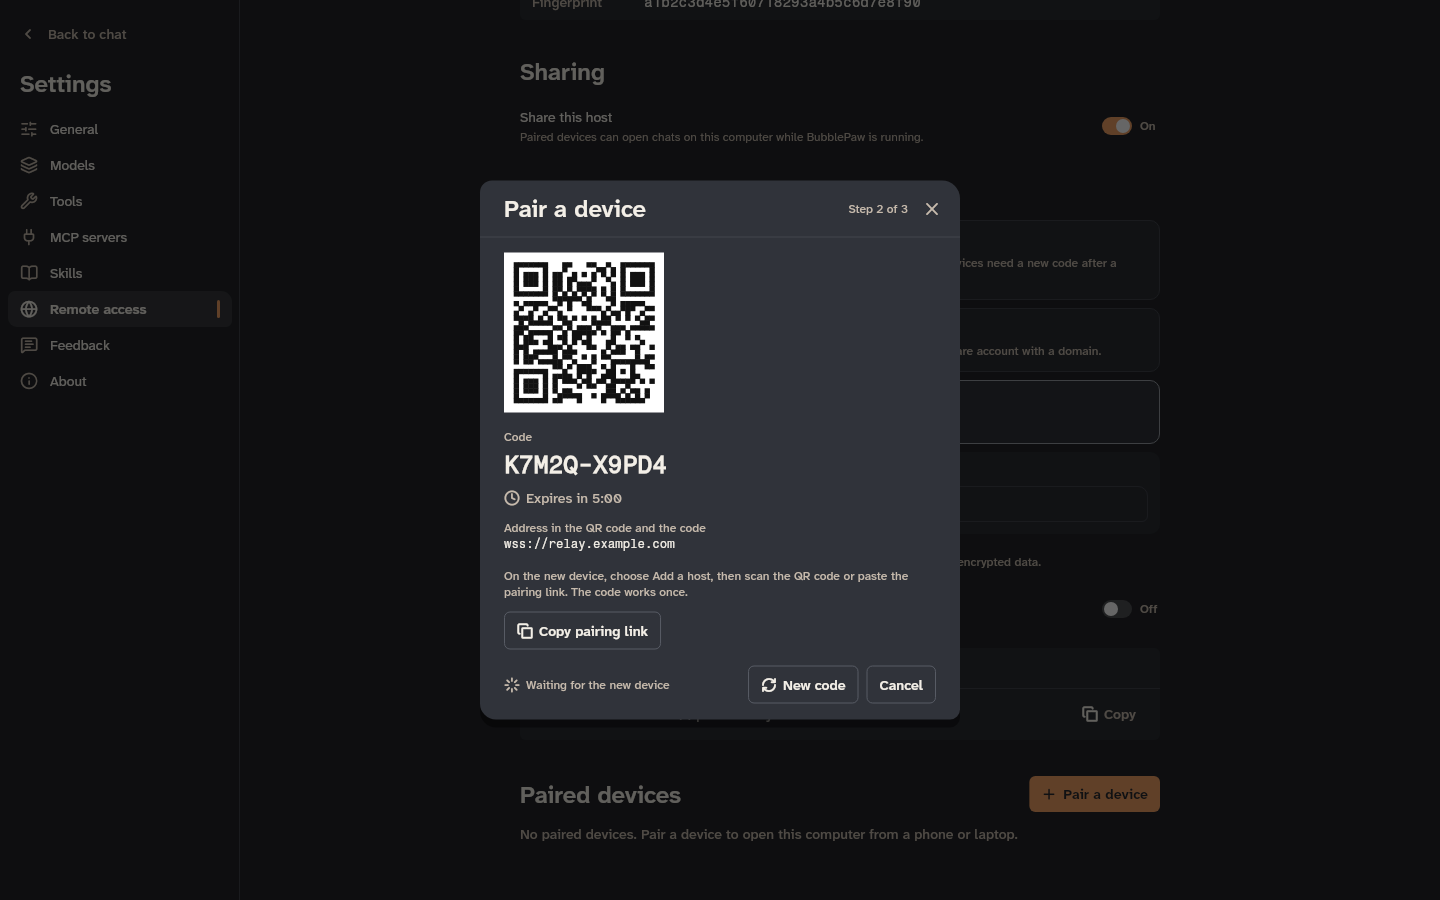 Back to chat
Settings
General
Models
Tools
MCP servers
Skills
Remote access
Feedback
About
Fingerprint
Sharing
Share this host
Paired devices can open chats on this computer while BubblePaw is running.
On
Pair a device
Step 2 of 3
need a new code after a
account with a domain.
Code
K7M2Q-X9PD4
Expires in 5:00
Address in the QR code and the code
wss://relay.example.com
encrypted data.
On the new device, choose Add a host, then scan the QR code or paste the
pairing link. The code works once.
Off
Copy pairing link
Waiting for the new device
New code
Cancel
Copy
Paired devices
Pair a device
No paired devices. Pair a device to open this computer from a phone or laptop.